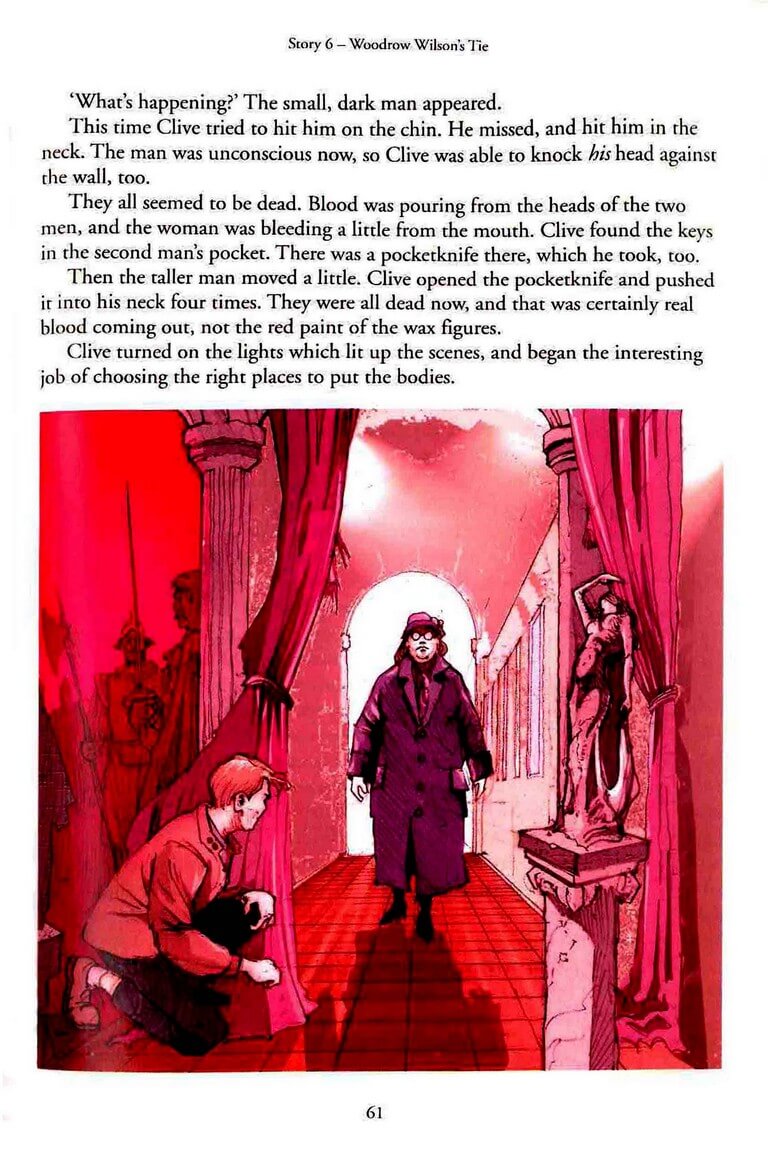 Story 6 – Woodrow Wilson's Tie
'What's happening?' The small, dark man appeared.
This time Clive tried to hit him on the chin. He missed, and hit him in the
neck. The man was unconscious now, so Clive was able to knock his head against
the wall, too.
They all seemed to be dead. Blood was pouring from the heads of the two
men, and the woman was bleeding a little from the mouth. Clive found the keys
in the second man's pocket. There was a pocketknife there, which he took, too.
Then the taller man moved a little. Clive opened the pocketknife and pushed
it into his neck four times. They were all dead now, and that was certainly real
blood coming out, not the red paint of the wax figures.
Clive turned on the lights which lit up the scenes, and began the interesting
job of choosing the right places to put the bodies.
61